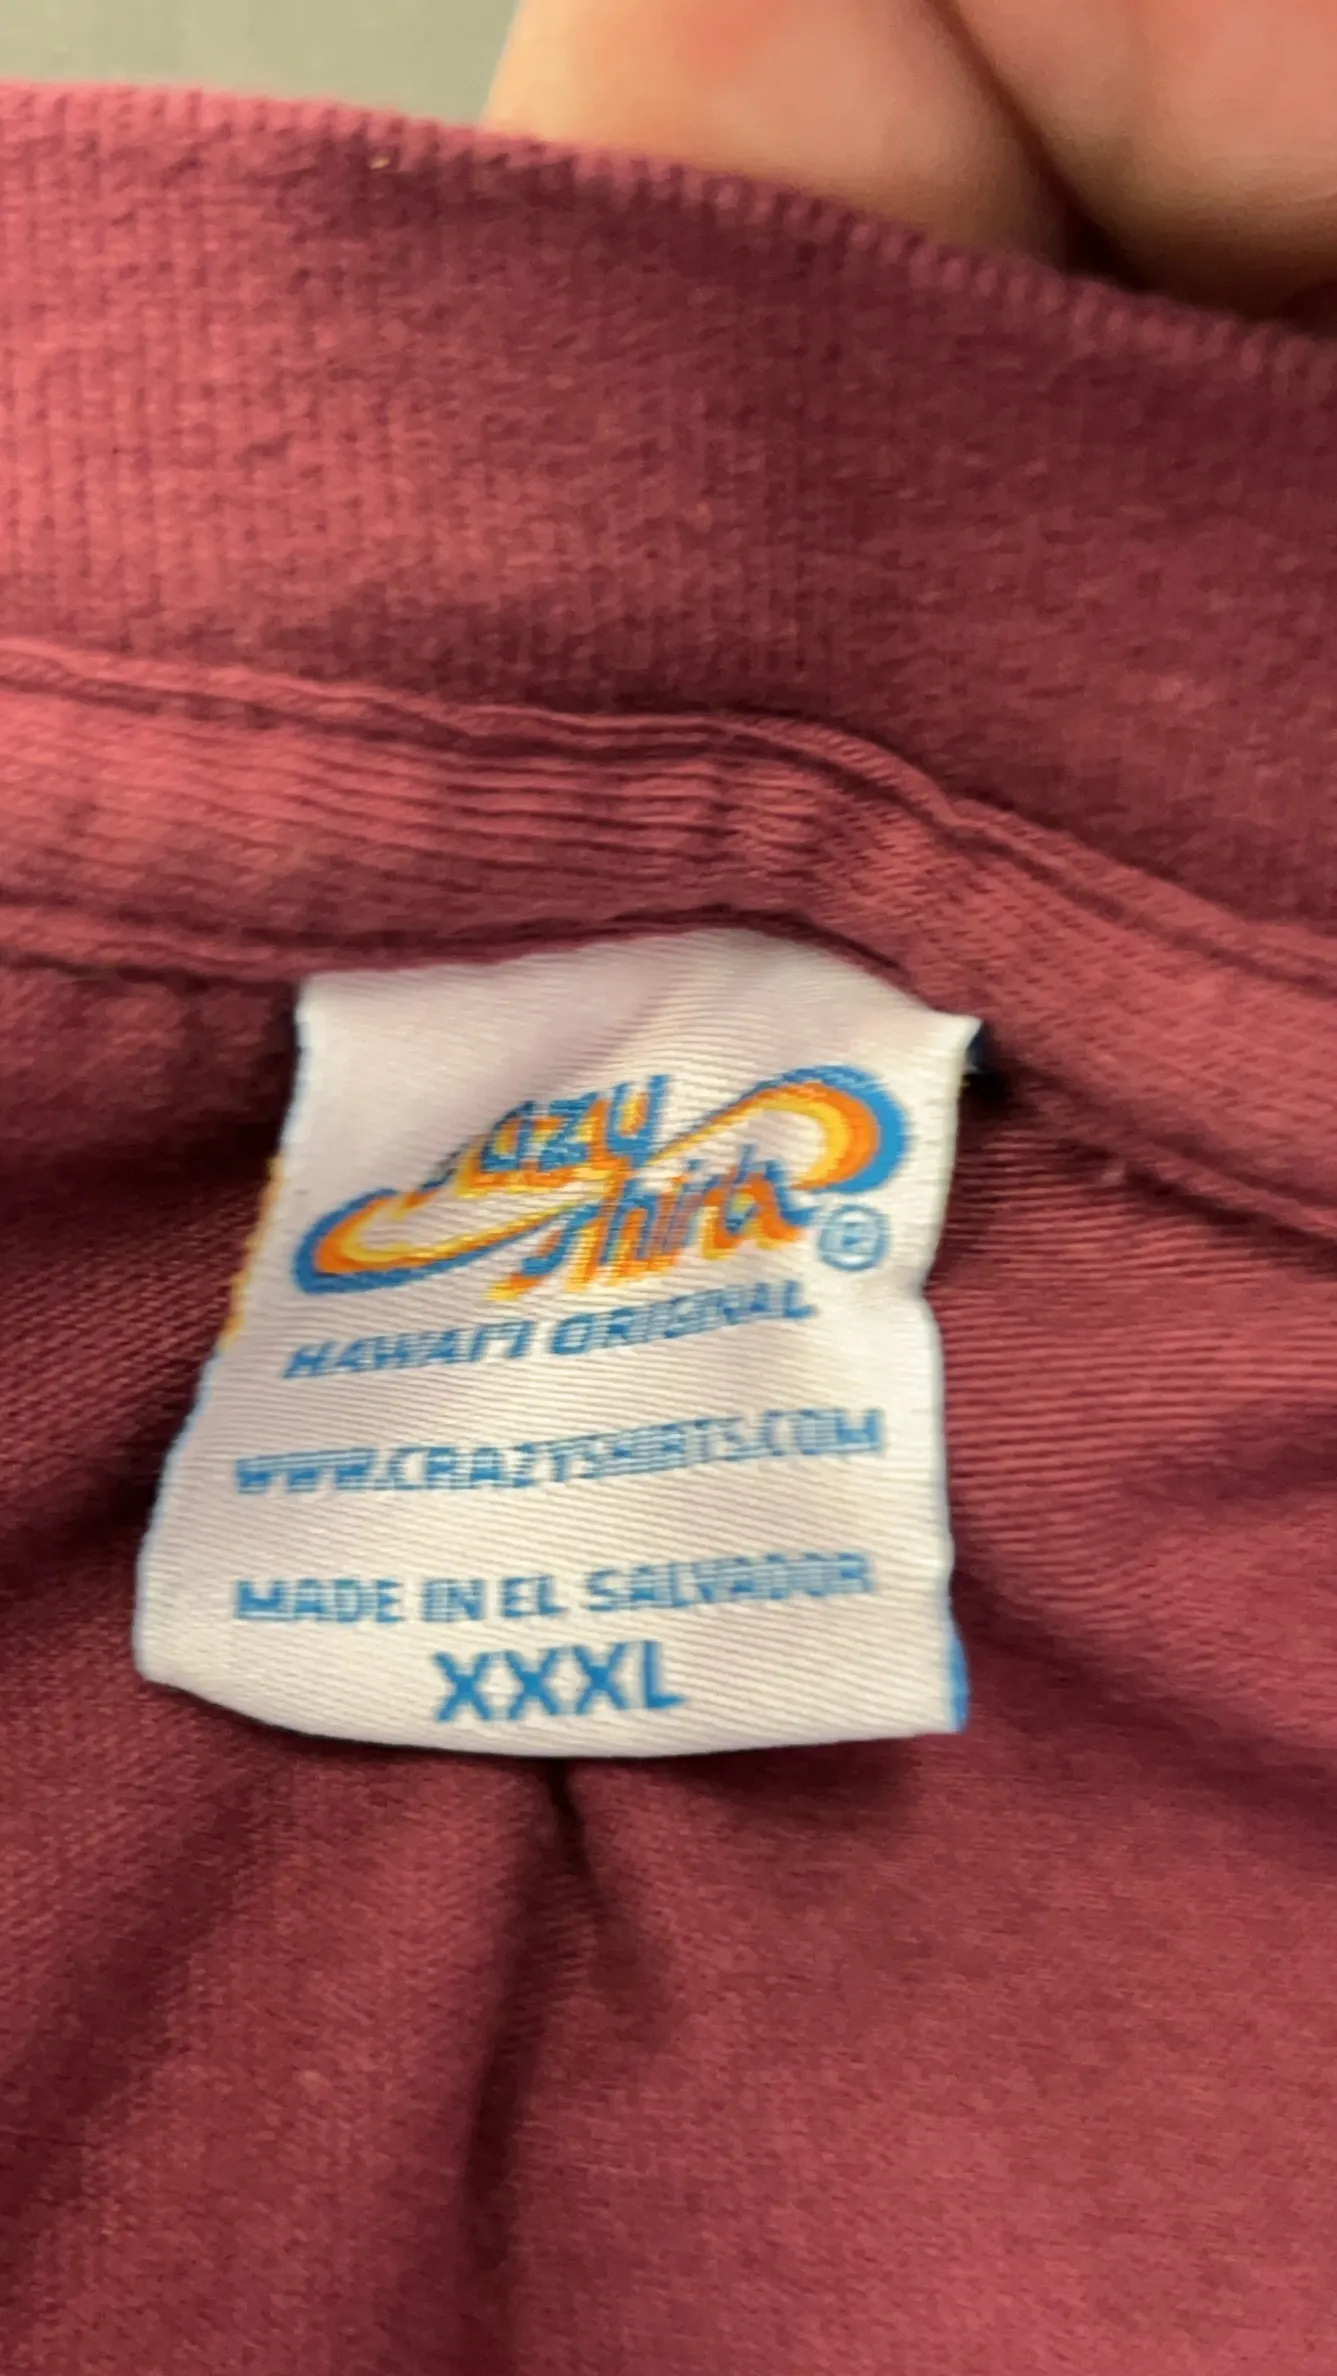 Crazy
Shirts®
HAWAI'I ORIGINAL
WWW.CRAZYSHIRTS.COM
MADE IN EL SALVADOR
XXXL